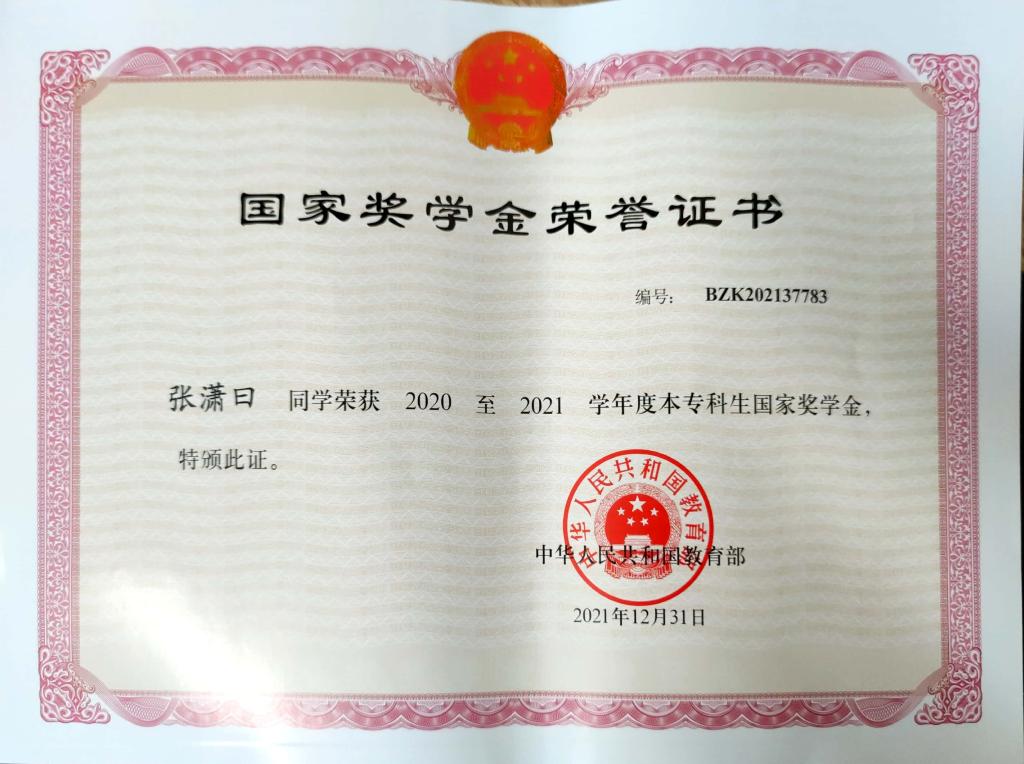 国家奖学金荣誉证书
编号： BZK202137783
张潇曰 同学荣获 2020 至 2021 学年度本专科生国家奖学金，
特颁此证。
中华人民共和国教育部
中华人民共和国教育部
2021年12月31日